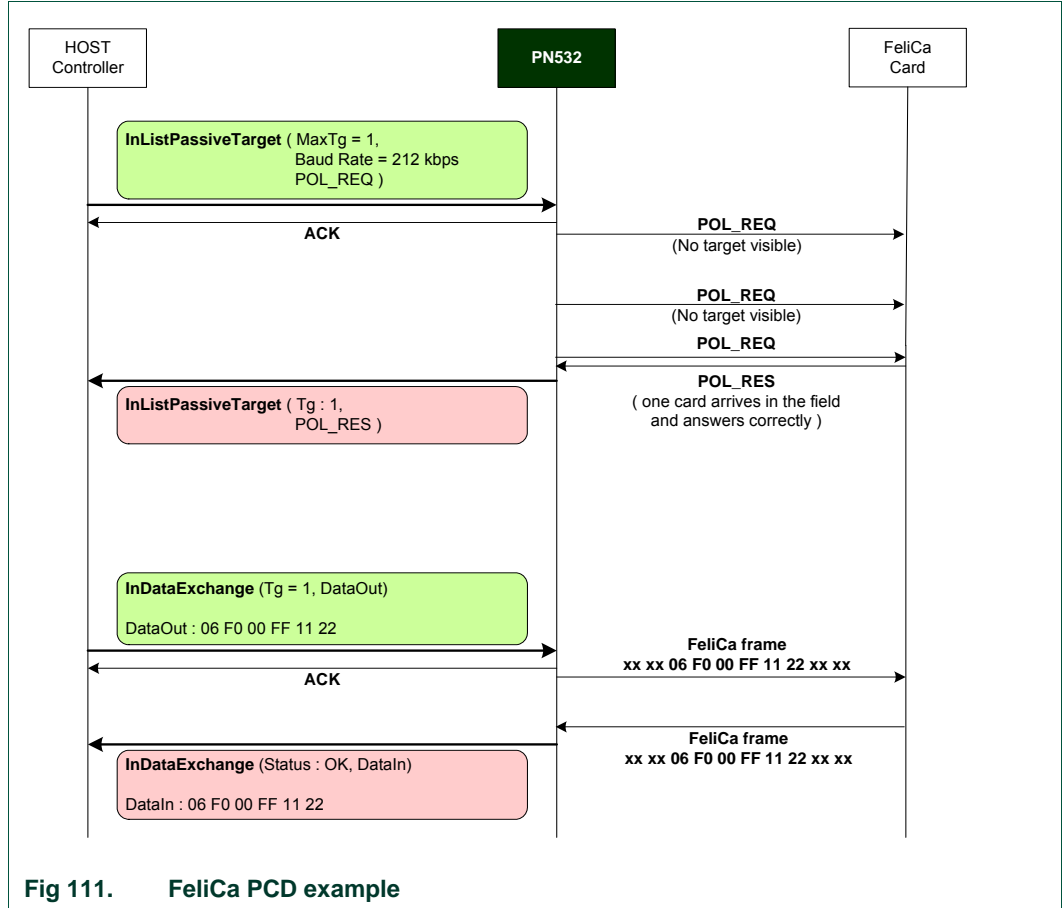 HOST
Controller
PN532
FeliCa
Card
InListPassiveTarget ( MaxTg = 1,
Baud Rate = 212 kbps
POL_REQ )
ACK
POL_REQ
(No target visible)
POL_REQ
(No target visible)
POL_REQ
POL_RES
( one card arrives in the field
and answers correctly )
InListPassiveTarget ( Tg : 1,
POL_RES )
InDataExchange (Tg = 1, DataOut)
DataOut : 06 F0 00 FF 11 22
ACK
FeliCa frame
xx xx 06 F0 00 FF 11 22 xx xx
FeliCa frame
xx xx 06 F0 00 FF 11 22 xx xx
InDataExchange (Status : OK, DataIn)
DataIn : 06 F0 00 FF 11 22
Fig 111. FeliCa PCD example